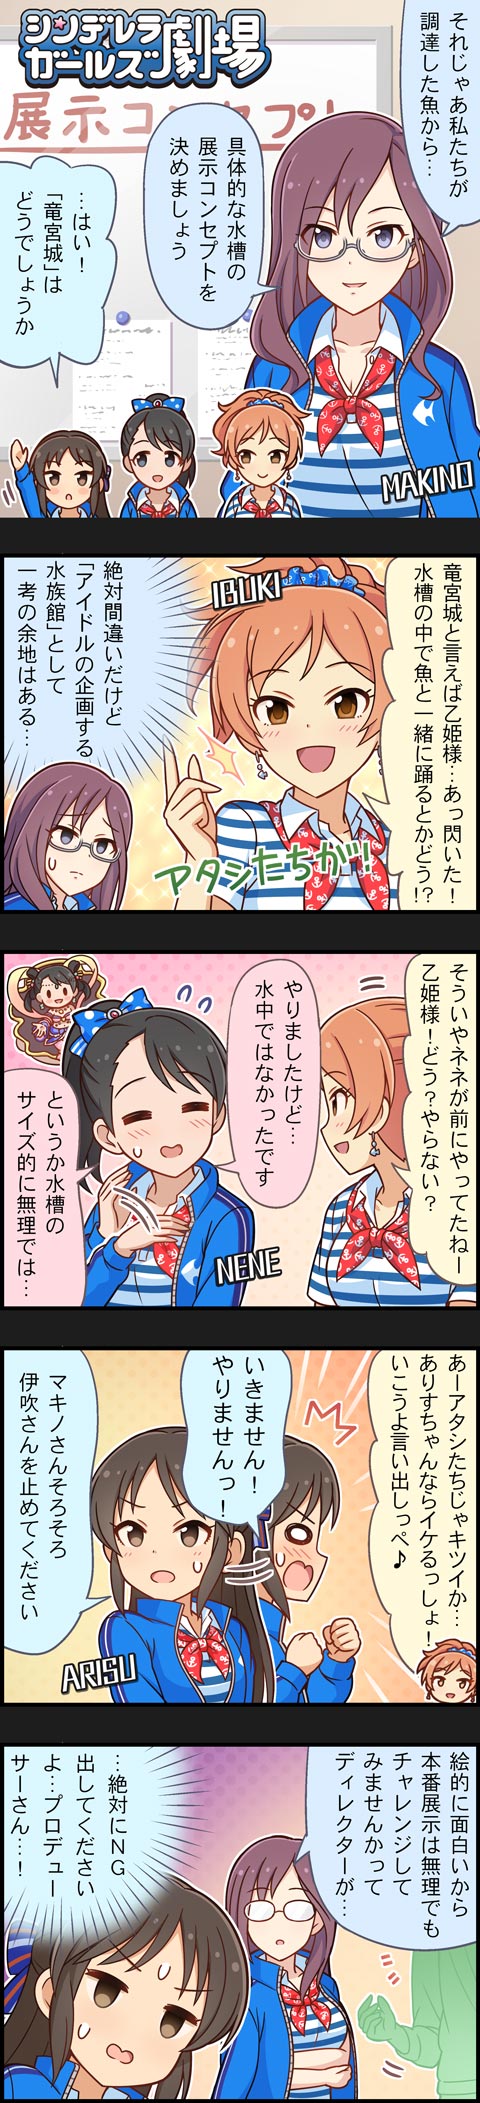 シンデレラ
ガールズ劇場
展示コンセプト
それじゃあ私たちが
調達した魚から…
具体的な水槽の
展示コンセプトを
決めましょう
…はい!
「竜宮城」は
どうでしょうか
MAKINO
竜宮城と言えば乙姫様…あっ閃いた!
水槽の中で魚と一緒に踊るとかどう!?
IBUKI
アタシたちが!!
絶対間違いだけど
「アイドルの企画する
水族館」として
一考の余地はある…
そういやネネが前にやってたねー
乙姫様!どう?やらない?
やりましたけど…
水中ではなかったです
というか水槽の
サイズ的に無理では…
NENE
あーアタシたちじゃキツイか…
ありすちゃんならイケるっしょ!
いこうよ言い出しっぺ♪
いきません!
やりませんっ!
マキノさんそろそろ
伊吹さんを止めてください
ARISU
絵的に面白いから
本番展示は無理でも
チャレンジして
みませんかって
ディレクターが…
…絶対にNG
出してください
よ…プロデュー
サーさん…!